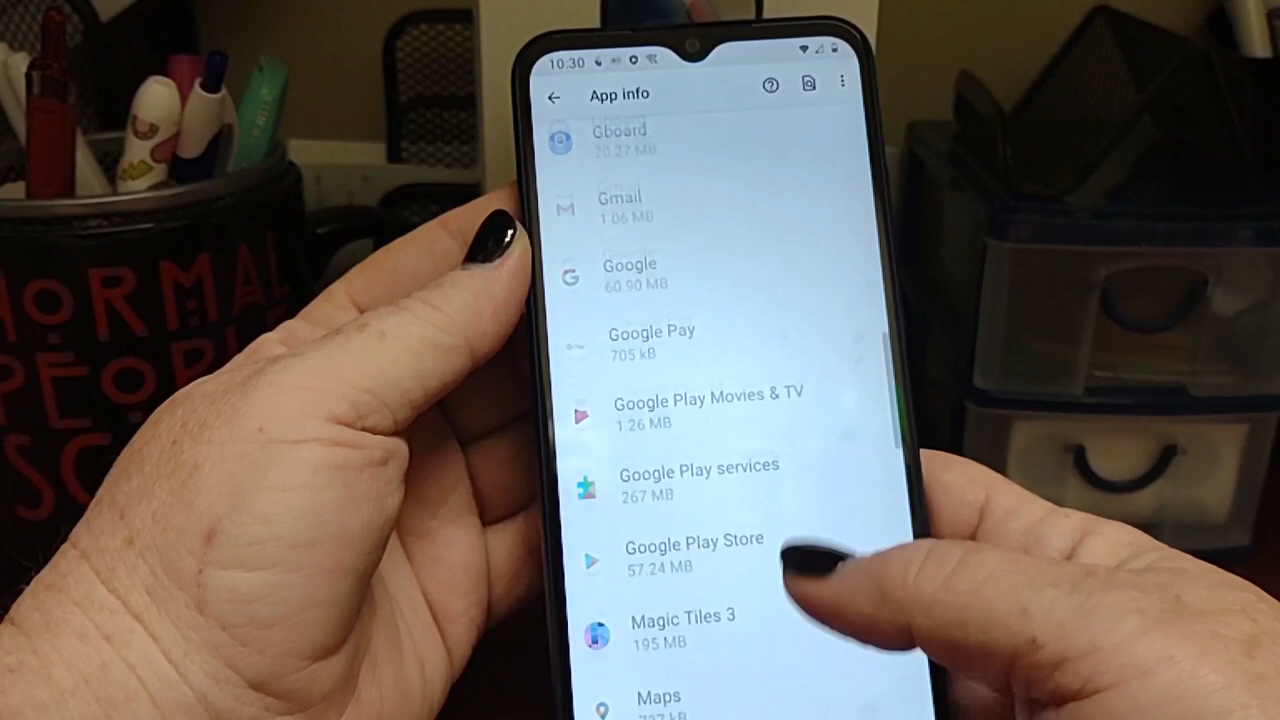 10:30
App info
Gboard
20.27 MB
Gmail
1.06 MB
Google
60.90 MB
Google Pay
705 kB
Google Play Movies & TV
1.26 MB
Google Play services
267 MB
Google Play Store
57.24 MB
Magic Tiles 3
195 MB
Maps
NORMAL
PEOPL
SC